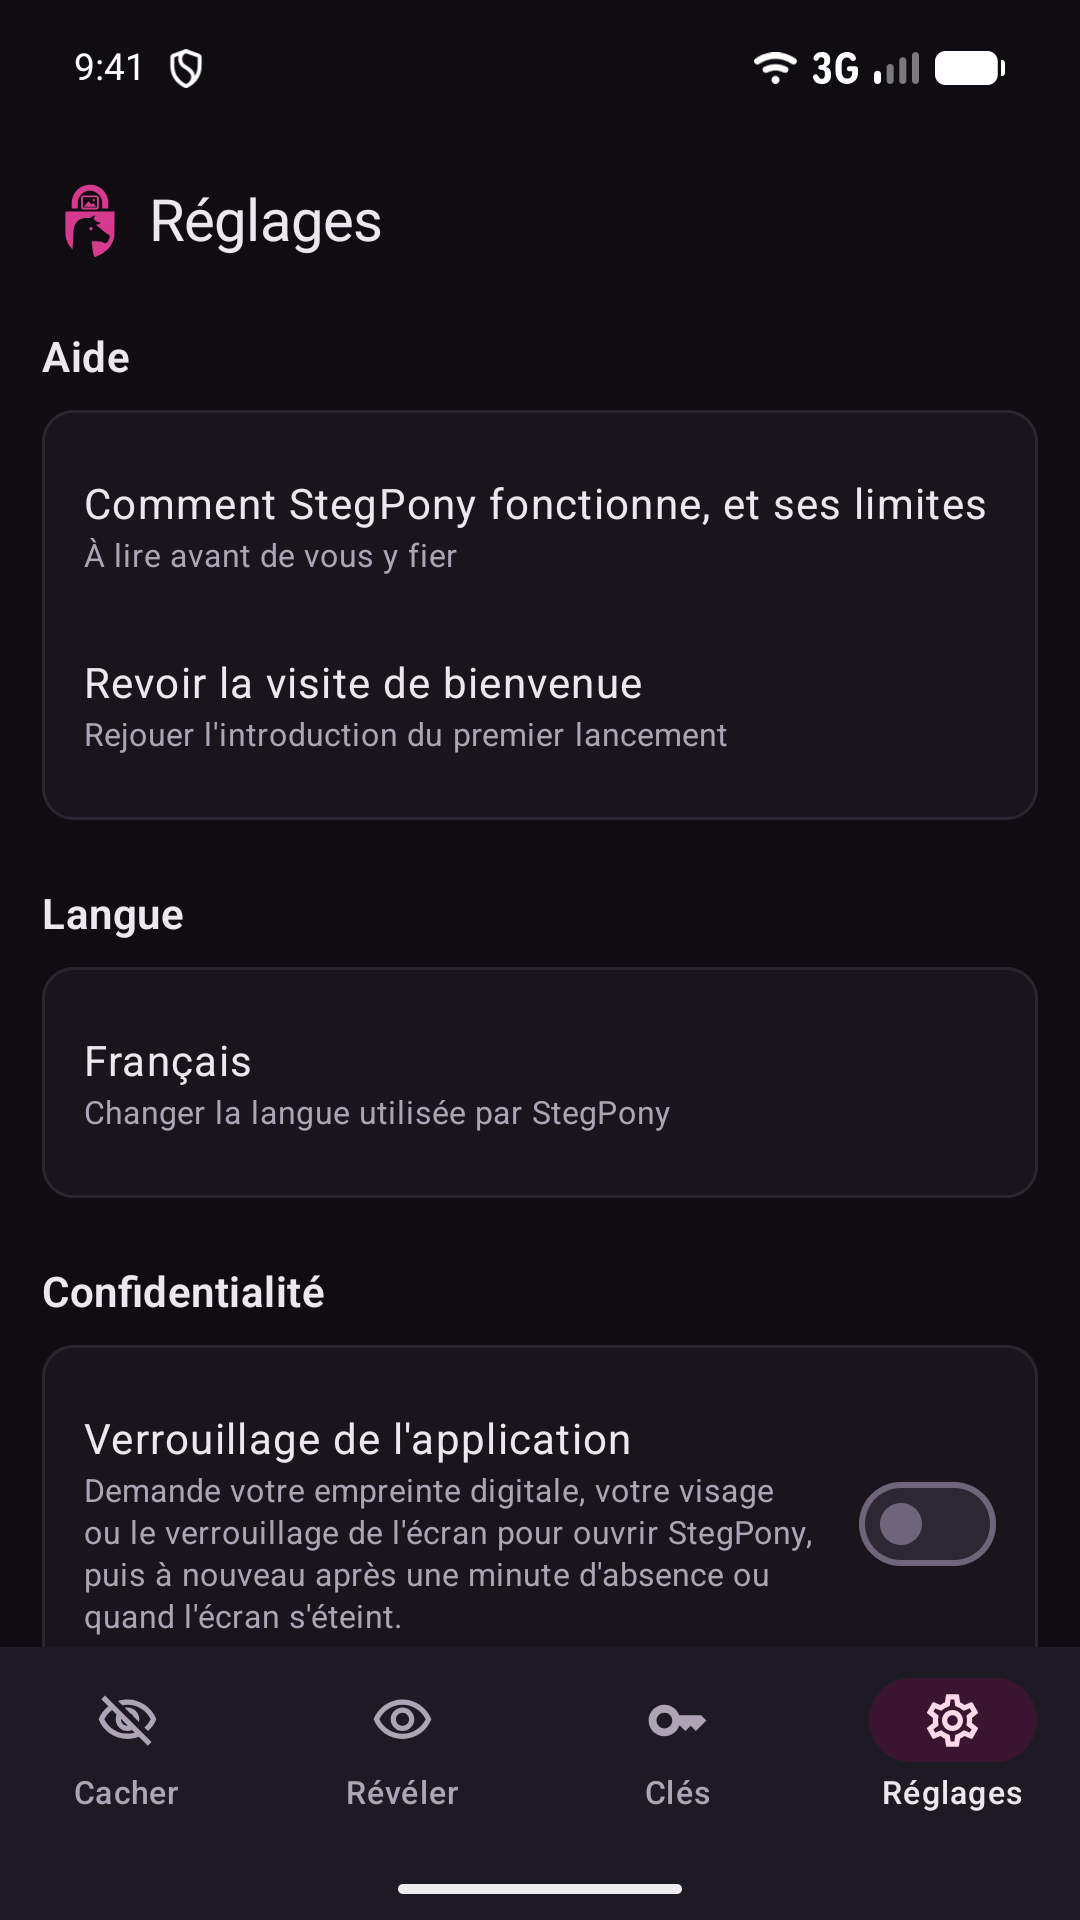 9:41
3G
Réglages
Aide
Comment StegPony fonctionne, et ses limites
À lire avant de vous y fier
Revoir la visite de bienvenue
Rejouer l'introduction du premier lancement
Langue
Français
Changer la langue utilisée par StegPony
Confidentialité
Verrouillage de l'application
Demande votre empreinte digitale, votre visage
ou le verrouillage de l'écran pour ouvrir StegPony,
puis à nouveau après une minute d'absence ou
quand l'écran s'éteint.
Cacher
Révéler
Clés
Réglages